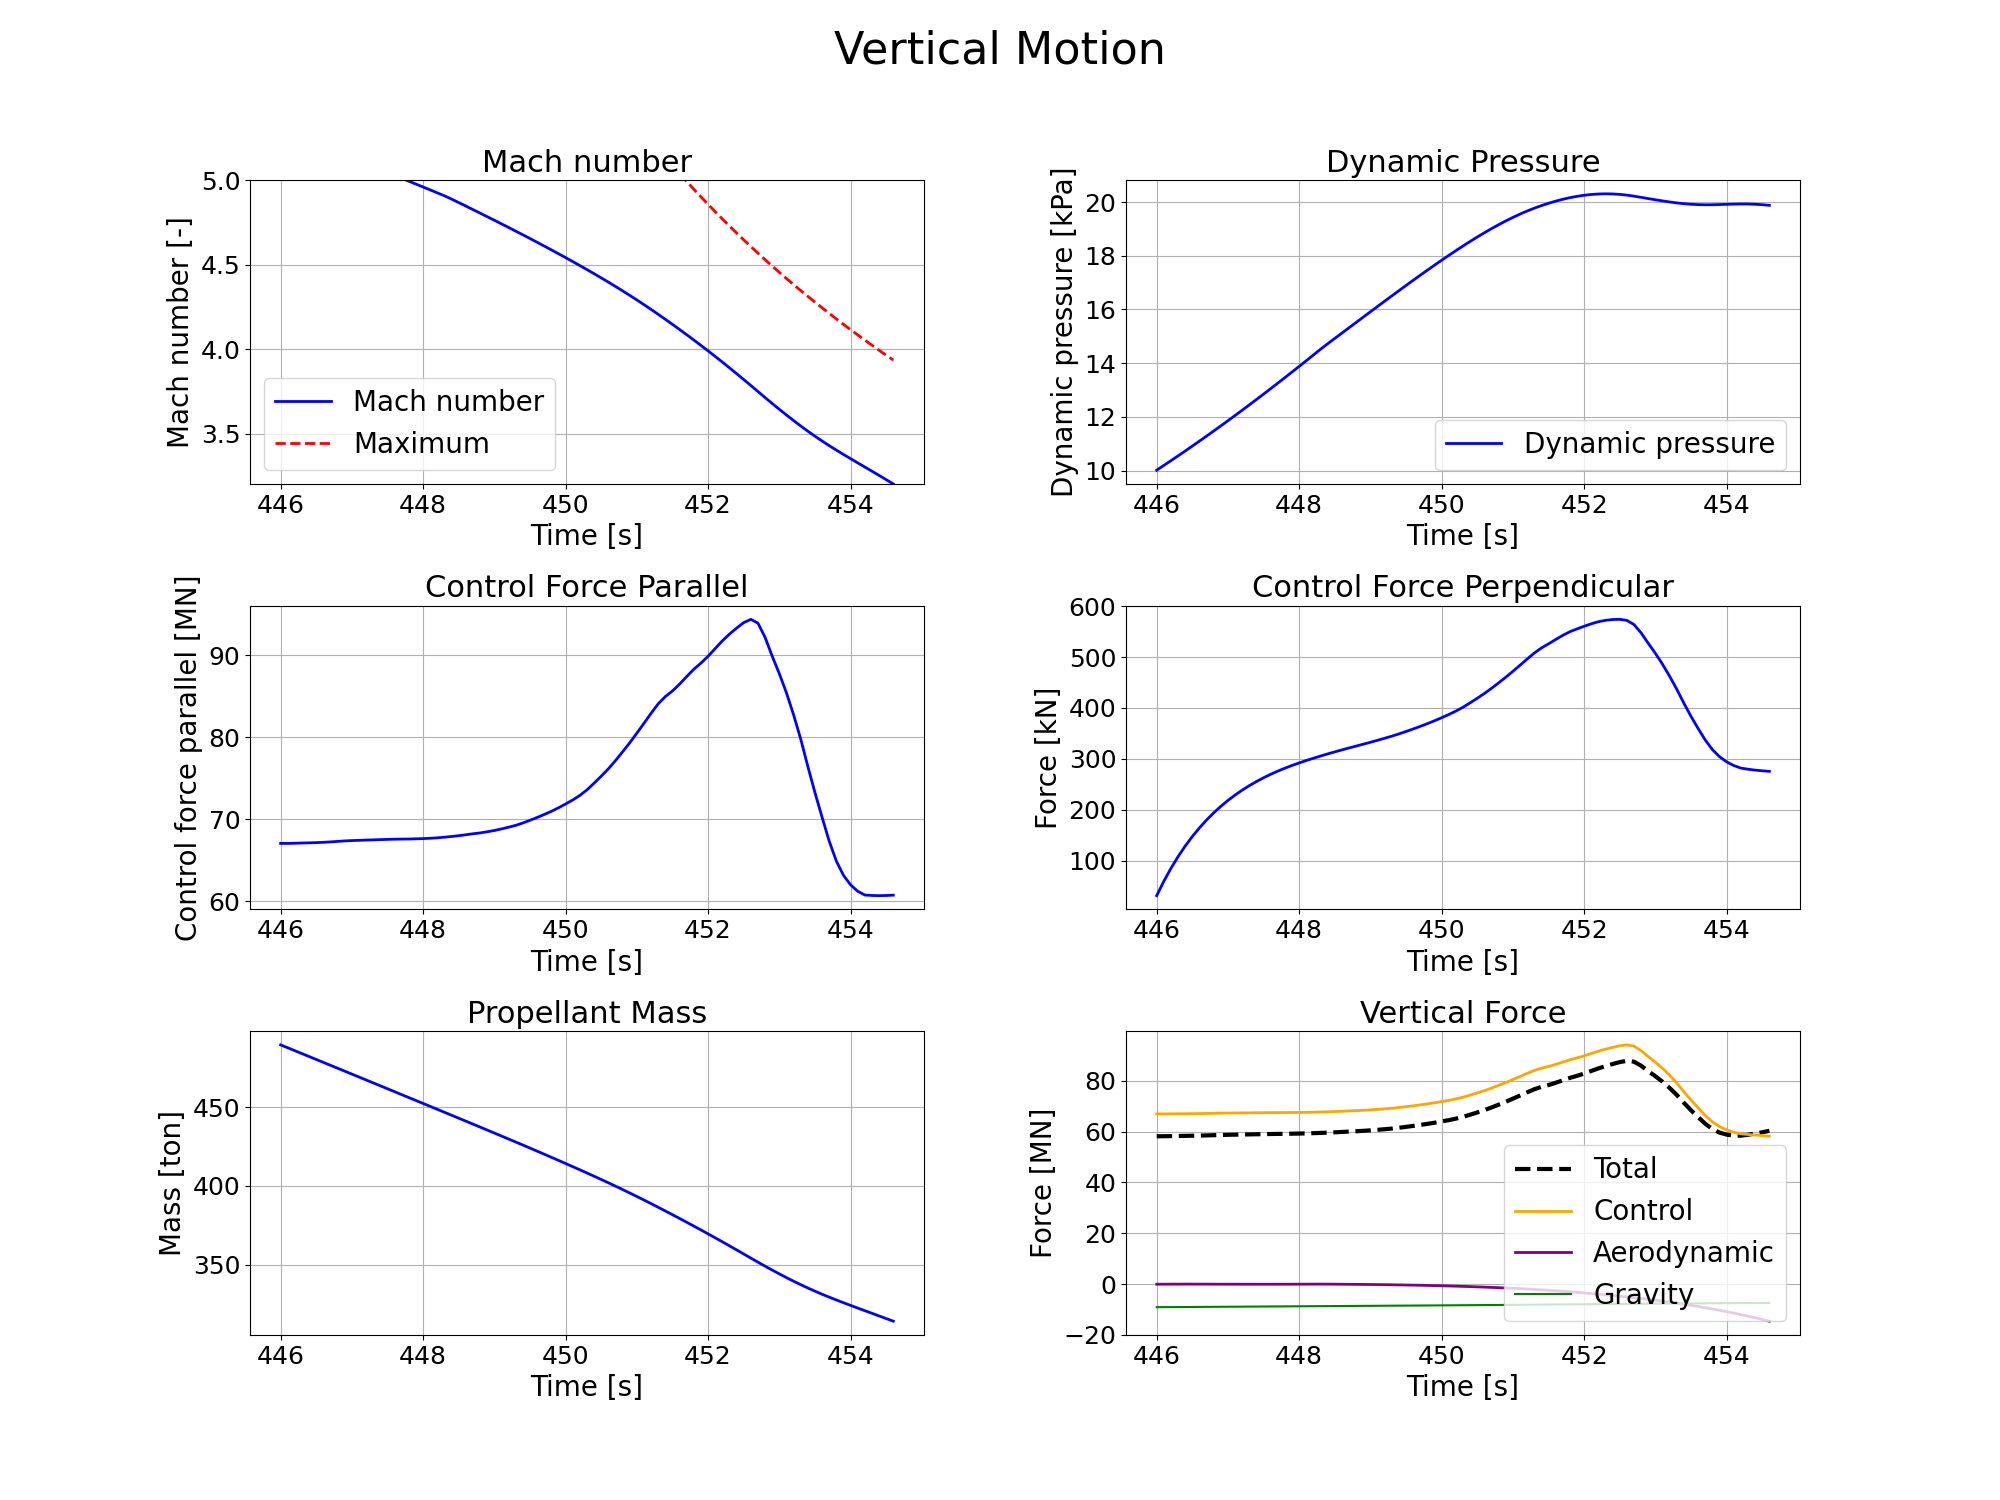 Vertical Motion
Mach number
Mach number [-]
5.0
4.5
4.0
3.5
Mach number
Maximum
446 448 450 452 454
Time [s]
Dynamic Pressure
Dynamic pressure [kPa]
20
18
16
14
12
10
Dynamic pressure
446 448 450 452 454
Time [s]
Control Force Parallel
Control force parallel [MN]
90
80
70
60
446 448 450 452 454
Time [s]
Control Force Perpendicular
Force [kN]
600
500
400
300
200
100
446 448 450 452 454
Time [s]
Propellant Mass
Mass [ton]
450
400
350
446 448 450 452 454
Time [s]
Vertical Force
Force [MN]
80
60
40
20
0
−20
Total
Control
Aerodynamic
Gravity
446 448 450 452 454
Time [s]